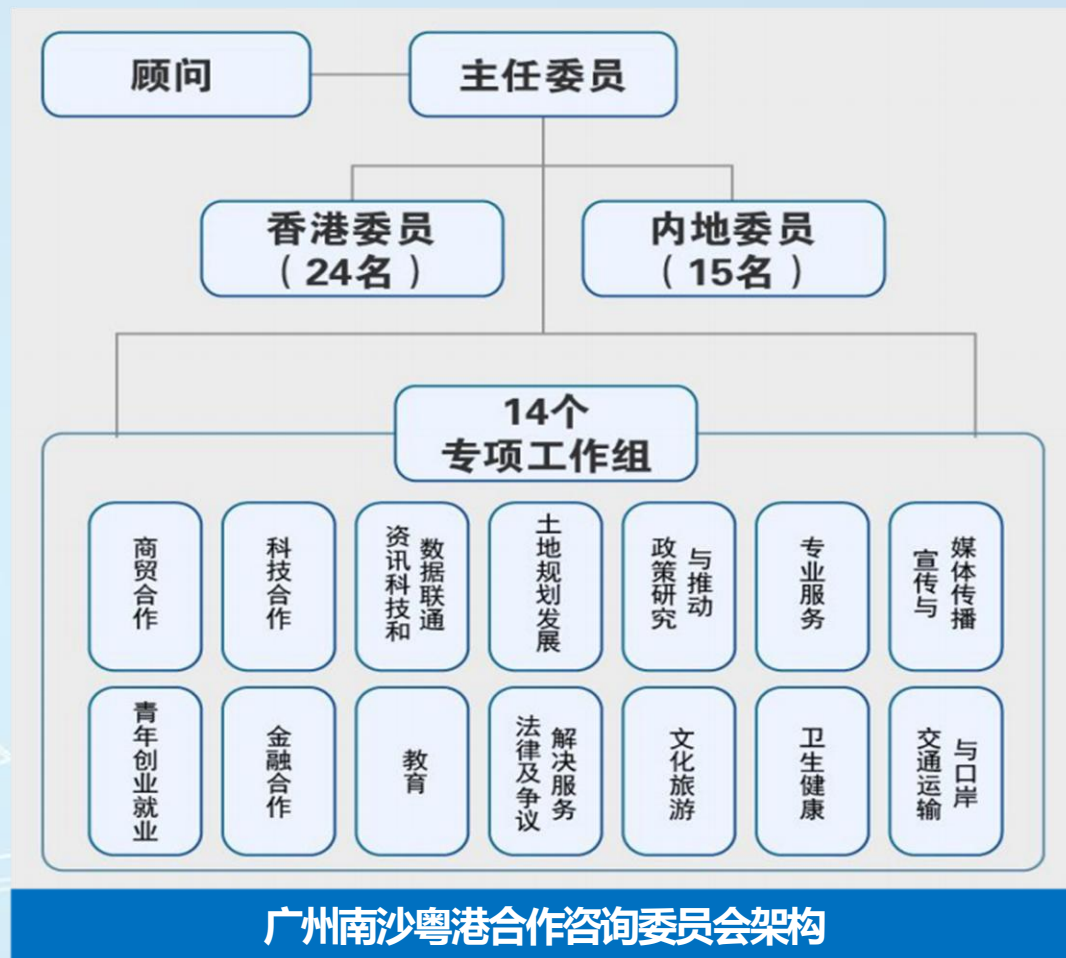 顾问
主任委员
香港委员
（24名）
内地委员
（15名）
14个
专项工作组
商贸合作
科技合作
资讯科技和
数据联通
土地规划发展
政策研究
与推动
专业服务
宣传与
媒体传播
青年创业就业
金融合作
教育
法律及争议
解决服务
文化旅游
卫生健康
交通运输
与口岸
广州南沙粤港合作咨询委员会架构